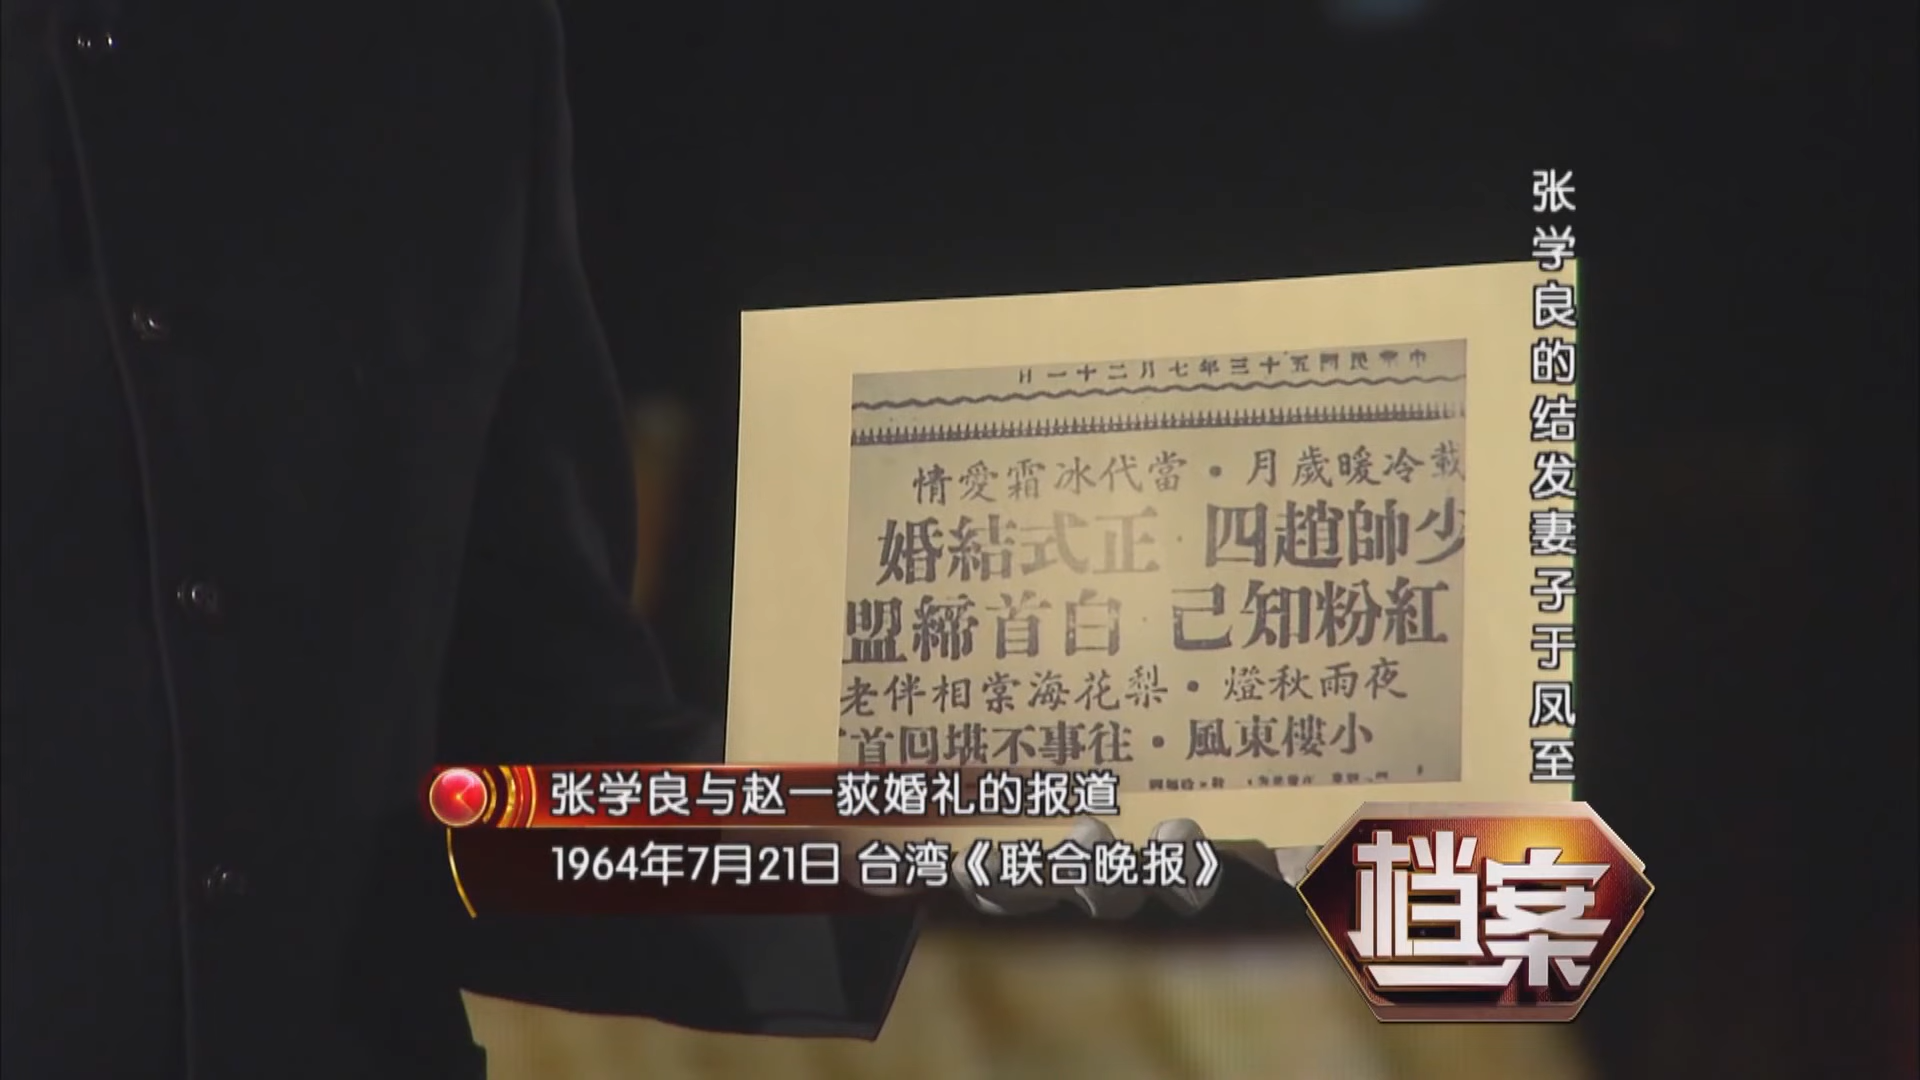 中華民國五十三年七月二十一日
載冷暖歲月・當代冰霜愛情
少帥趙四・正式結婚
紅粉知己・白首締盟
夜雨秋燈・梨花海棠相伴老
小樓東風・往事不堪回首
张学良的结发妻子于凤至
张学良与赵一荻婚礼的报道
1964年7月21日 台湾《联合晚报》
档案